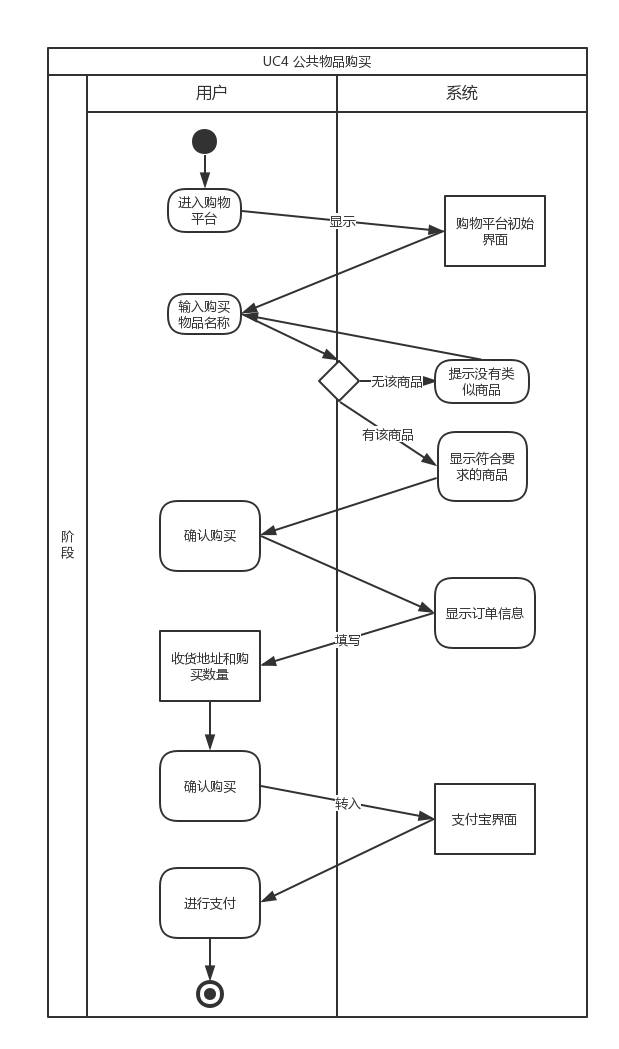 UC4 公共物品购买
用户
系统
阶
段
进入购物
平台
显示
购物平台初始
界面
输入购买
物品名称
无该商品
提示没有类
似商品
有该商品
显示符合要
求的商品
确认购买
显示订单信息
填写
收货地址和购
买数量
确认购买
转入
支付宝界面
进行支付